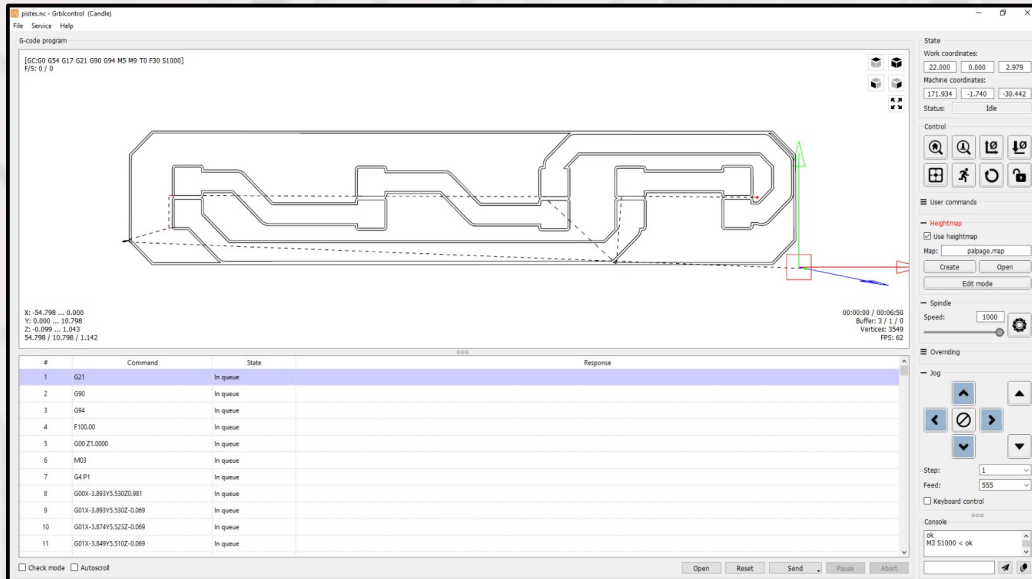 pistes.nc - Grblcontrol (Candle)
File Service Help
G-code program
[GC:G0 G54 G17 G21 G90 G94 M5 M9 T0 F30 S1000]
F/S: 0 / 0
X: -54.798 ... 0.000
Y: 0.000 ... 10.798
Z: -0.099 ... 1.043
54.798 / 10.798 / 1.142
00:00:00 / 00:06:50
Buffer: 3 / 1 / 0
Vertices: 3549
FPS: 62
# Command State Response
1 G21 In queue
2 G90 In queue
3 G94 In queue
4 F100.00 In queue
5 G00 Z1.0000 In queue
6 M03 In queue
7 G4 P1 In queue
8 G00X-3.893Y5.530Z0.981 In queue
9 G01X-3.893Y5.530Z-0.069 In queue
10 G01X-3.874Y5.523Z-0.069 In queue
11 G01X-3.849Y5.510Z-0.069 In queue
Check mode Autoscroll Open Reset Send Pause Abort
State
Work coordinates:
22.000 0.000 2.979
Machine coordinates:
171.934 -1.740 -30.442
Status: Idle
Control
User commands
Heightmap
Use heightmap
Map: palpage.map
Create Open
Edit mode
Spindle
Speed: 1000
Overriding
Jog
Step: 1
Feed: 555
Keyboard control
Console
ok
M3 S1000 < ok